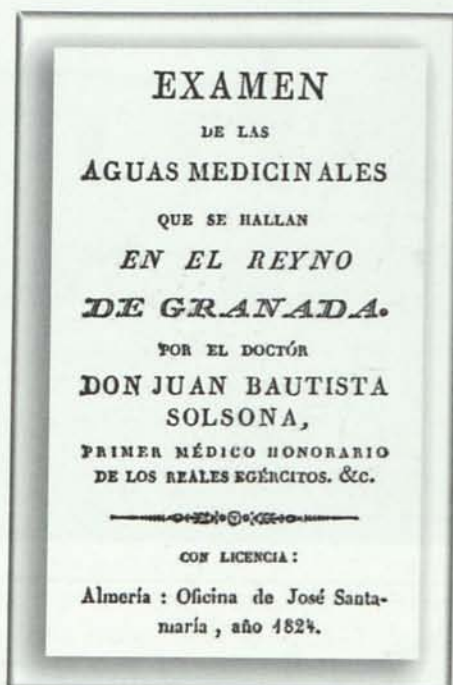 EXAMEN
DE LAS
AGUAS MEDICINALES
QUE SE HALLAN
EN EL REYNO
DE GRANADA.
POR EL DOCTÓR
DON JUAN BAUTISTA
SOLSONA,
PRIMER MÉDICO HONORARIO
DE LOS REALES EGÉRCITOS. &c.
CON LICENCIA:
Almería : Oficina de José Santa-
maría , año 1824.